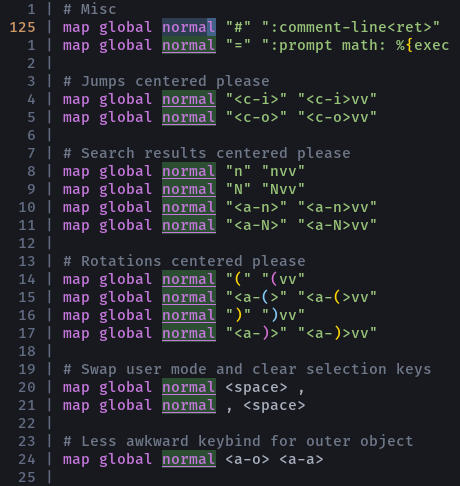 1 | # Misc
125 | map global normal "#" ":comment-line<ret>"
1 | map global normal "=" ":prompt math: %{exec
2 |
3 | # Jumps centered please
4 | map global normal "<c-i>" "<c-i>vv"
5 | map global normal "<c-o>" "<c-o>vv"
6 |
7 | # Search results centered please
8 | map global normal "n" "nvv"
9 | map global normal "N" "Nvv"
10 | map global normal "<a-n>" "<a-n>vv"
11 | map global normal "<a-N>" "<a-N>vv"
12 |
13 | # Rotations centered please
14 | map global normal "(" "(vv"
15 | map global normal "<a-(>" "<a-(>vv"
16 | map global normal ")" ")vv"
17 | map global normal "<a-)>" "<a-)>vv"
18 |
19 | # Swap user mode and clear selection keys
20 | map global normal <space> ,
21 | map global normal , <space>
22 |
23 | # Less awkward keybind for outer object
24 | map global normal <a-o> <a-a>
25 |